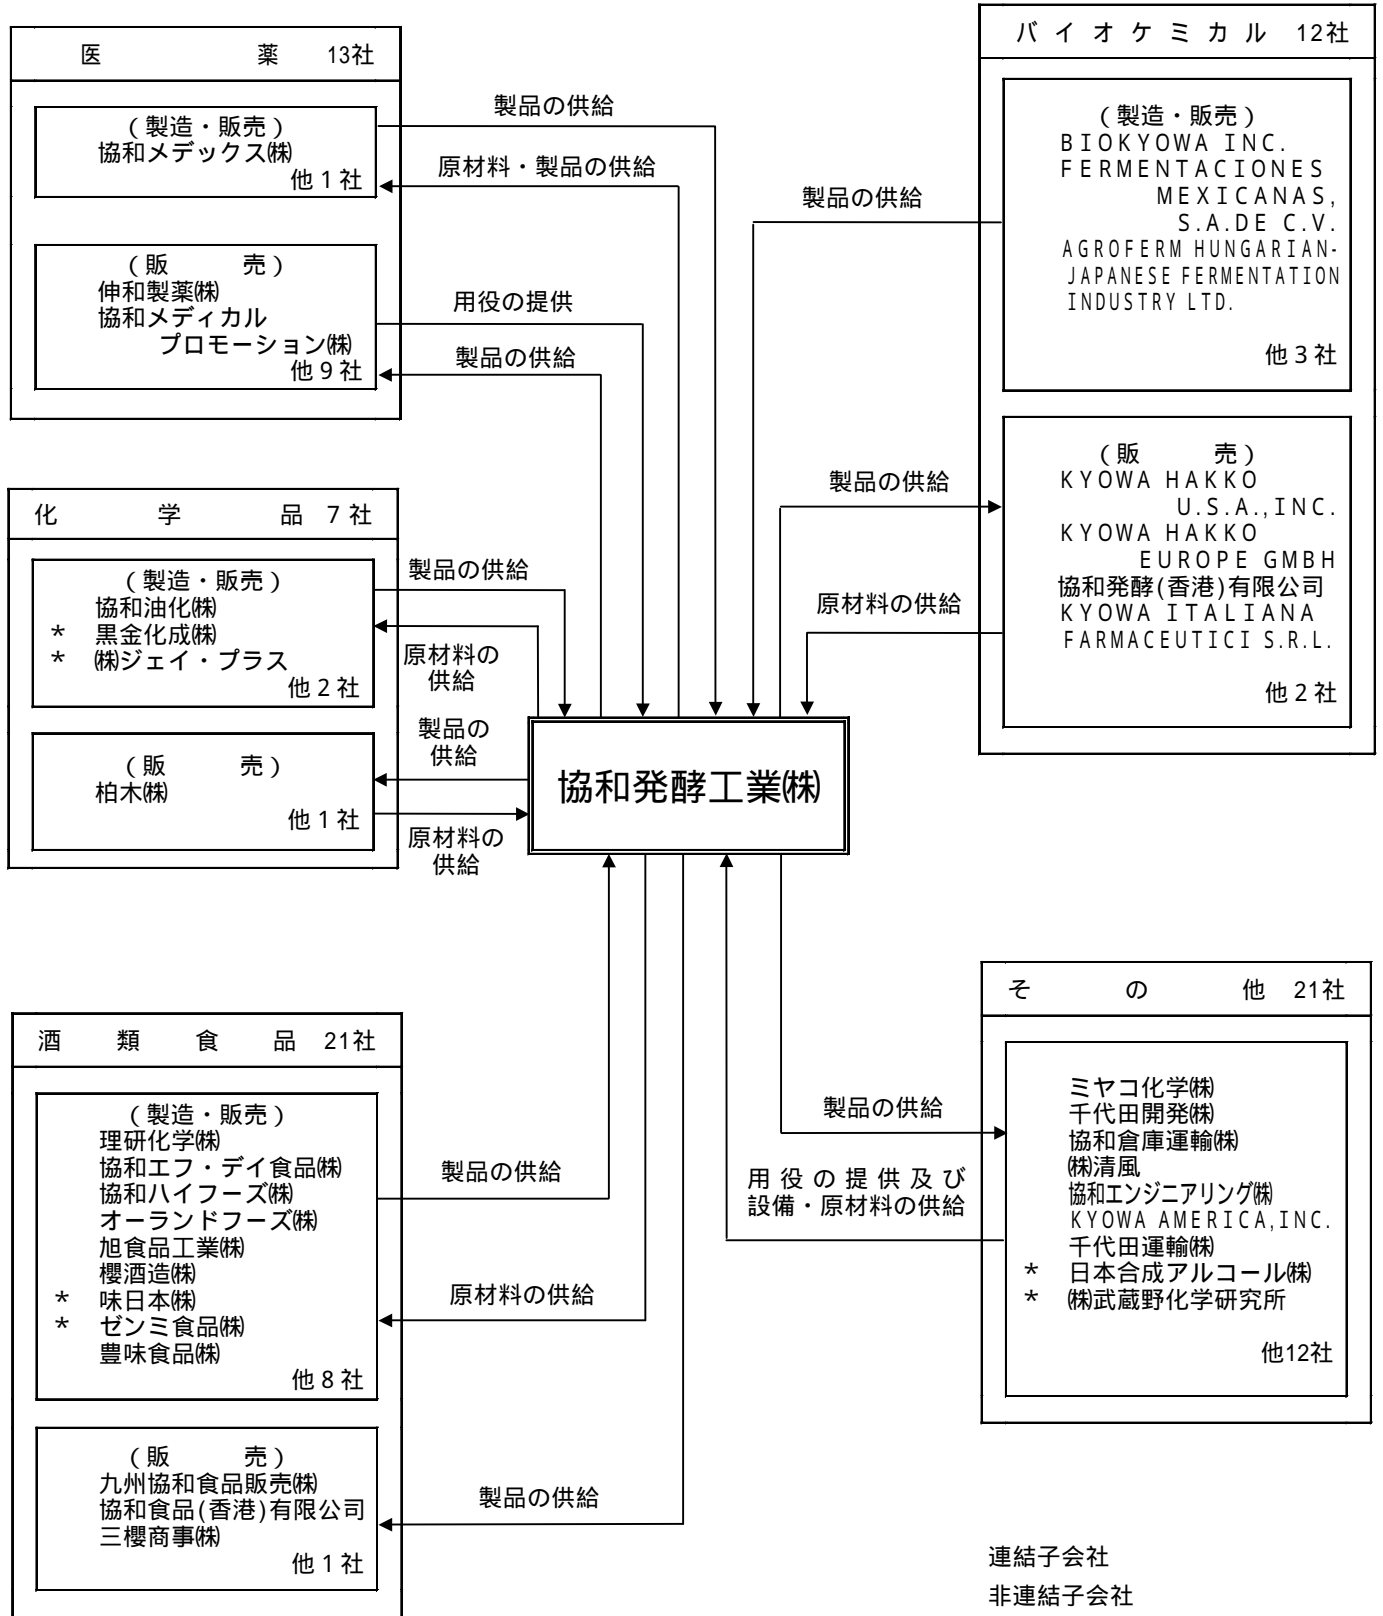 医 薬 13社
(製造・販売)
協和メデックス㈱
他1社
(販 売)
伸和製薬㈱
協和メディカル
プロモーション㈱
他9社
製品の供給
原材料・製品の供給
用役の提供
製品の供給
バイオケミカル 12社
(製造・販売)
BIOKYOWA INC.
FERMENTACIONES
MEXICANAS,
S.A.DE C.V.
AGROFERM HUNGARIAN-
JAPANESE FERMENTATION
INDUSTRY LTD.
他3社
(販 売)
KYOWA HAKKO
U.S.A.,INC.
KYOWA HAKKO
EUROPE GMBH
協和発酵(香港)有限公司
KYOWA ITALIANA
FARMACEUTICI S.R.L.
他2社
製品の供給
製品の供給
原材料の供給
化 学 品 7社
(製造・販売)
協和油化㈱
* 黒金化成㈱
* ㈱ジェイ・プラス
他2社
(販 売)
柏木㈱
他1社
製品の供給
原材料の
供給
製品の
供給
原材料の
供給
協和発酵工業㈱
酒 類 食 品 21社
(製造・販売)
理研化学㈱
協和エフ・デイ食品㈱
協和ハイフーズ㈱
オーランドフーズ㈱
旭食品工業㈱
櫻酒造㈱
* 味日本㈱
* ゼンミ食品㈱
豊味食品㈱
他8社
(販 売)
九州協和食品販売㈱
協和食品(香港)有限公司
三櫻商事㈱
他1社
製品の供給
原材料の供給
製品の供給
そ の 他 21社
ミヤコ化学㈱
千代田開発㈱
協和倉庫運輸㈱
㈱清風
協和エンジニアリング㈱
KYOWA AMERICA,INC.
千代田運輸㈱
* 日本合成アルコール㈱
* ㈱武蔵野化学研究所
他12社
製品の供給
用役の提供及び
設備・原材料の供給
連結子会社
非連結子会社